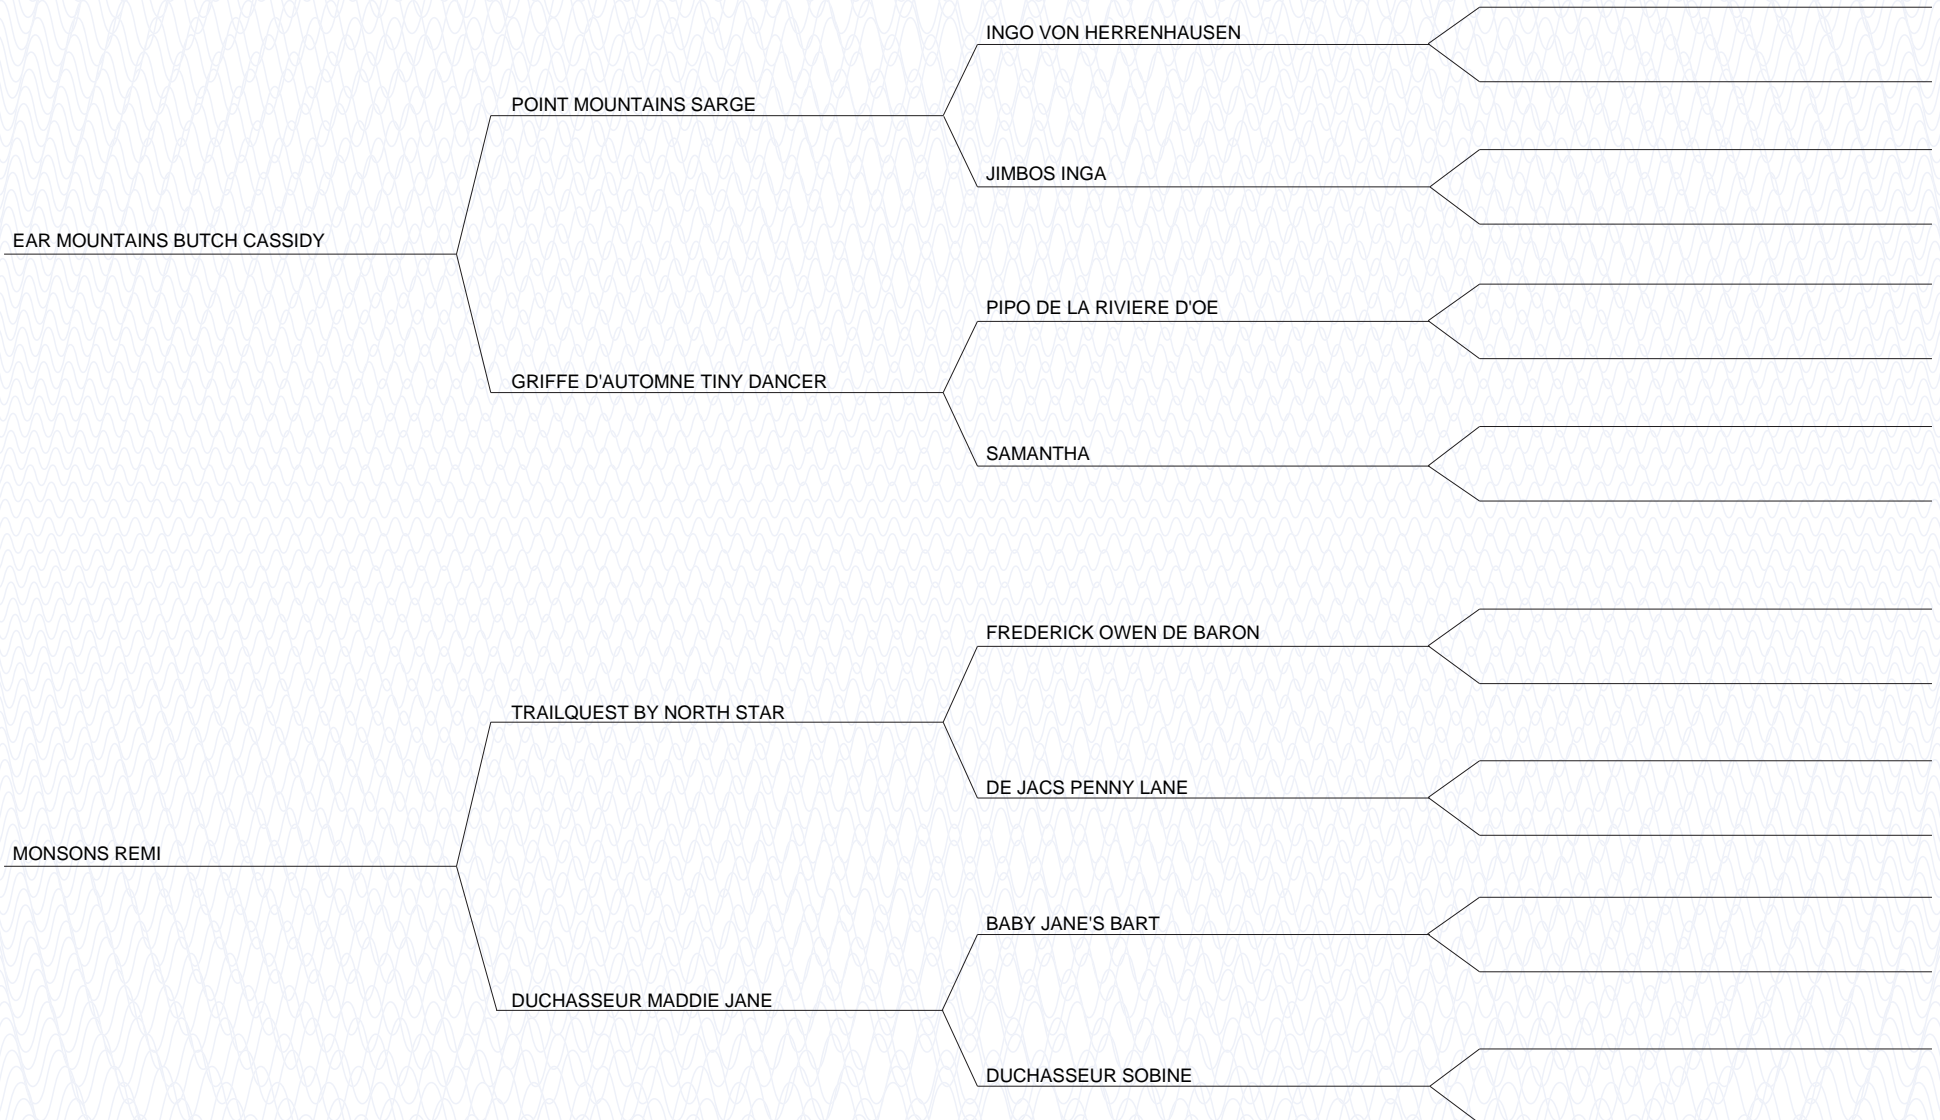 INGO VON HERRENHAUSEN
POINT MOUNTAINS SARGE
JIMBOS INGA
EAR MOUNTAINS BUTCH CASSIDY
PIPO DE LA RIVIERE D'OE
GRIFFE D'AUTOMNE TINY DANCER
SAMANTHA
FREDERICK OWEN DE BARON
TRAILQUEST BY NORTH STAR
DE JACS PENNY LANE
MONSONS REMI
BABY JANE'S BART
DUCHASSEUR MADDIE JANE
DUCHASSEUR SOBINE